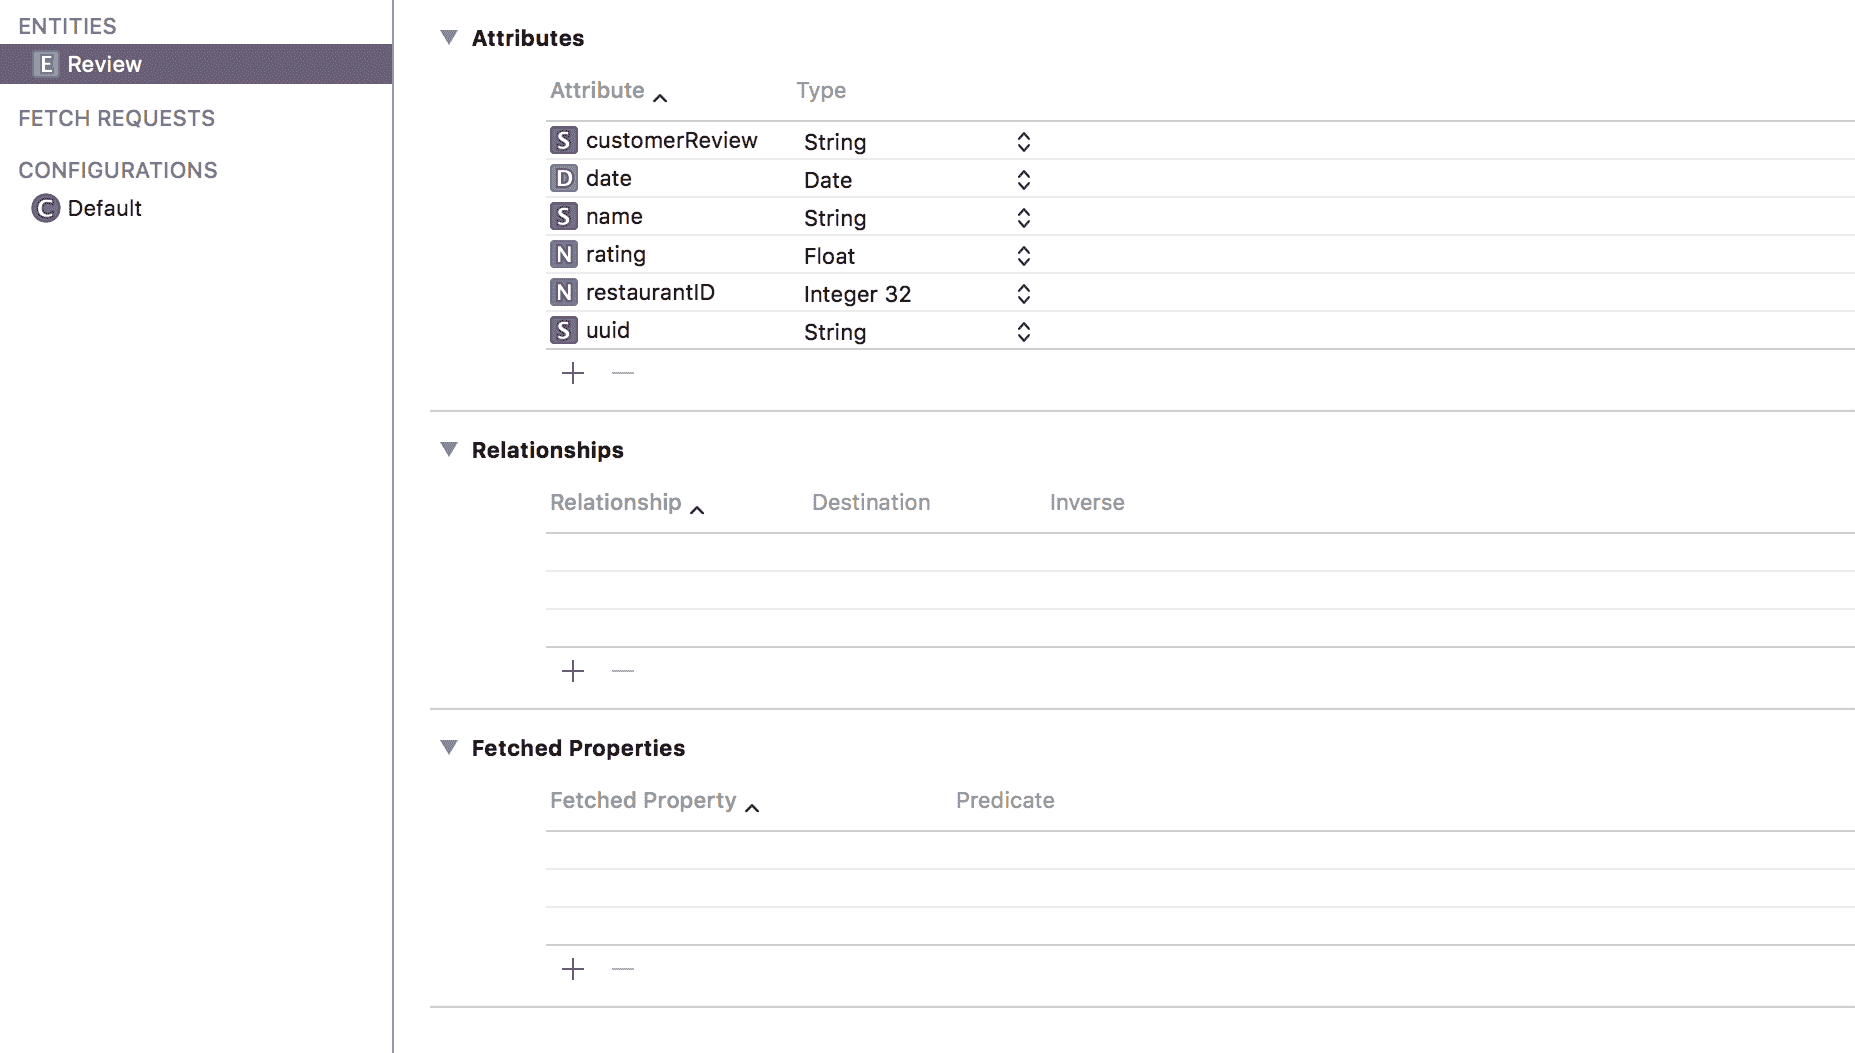 ENTITIES
E Review
FETCH REQUESTS
CONFIGURATIONS
C Default
Attributes
Attribute Type
S customerReview String
D date Date
S name String
N rating Float
N restaurantID Integer 32
S uuid String
Relationships
Relationship Destination Inverse
Fetched Properties
Fetched Property Predicate